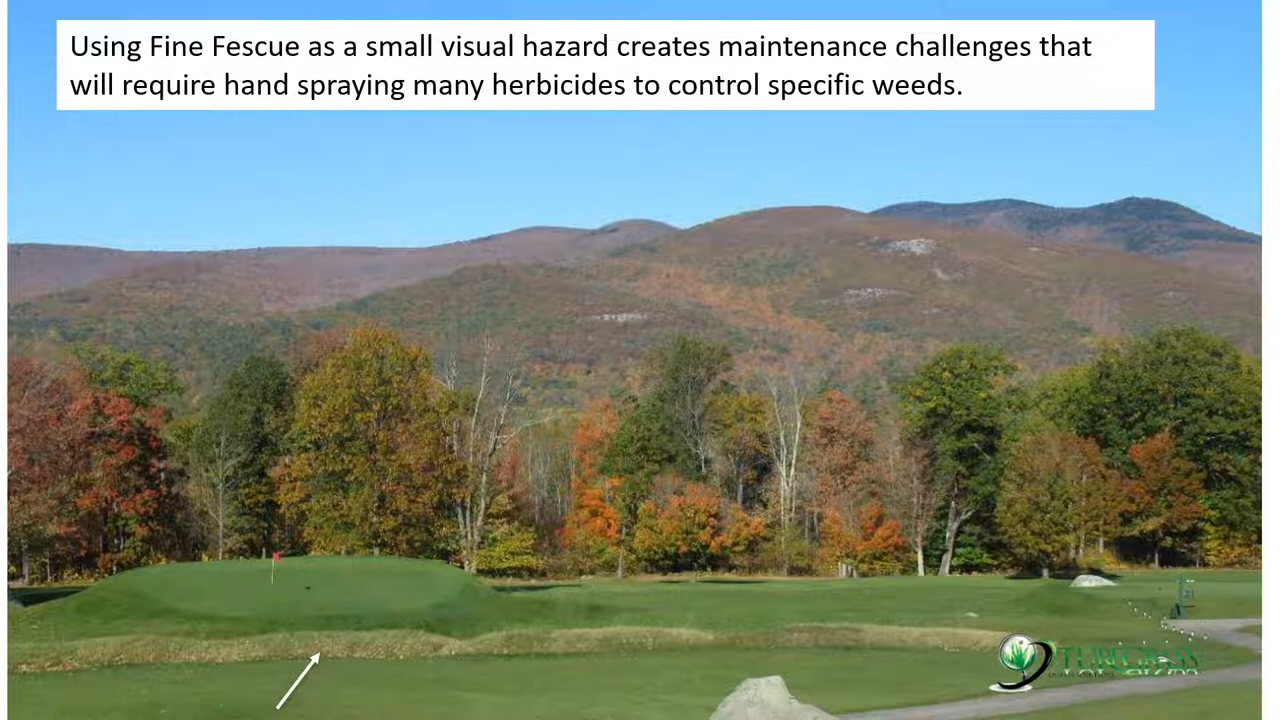 Using Fine Fescue as a small visual hazard creates maintenance challenges that
will require hand spraying many herbicides to control specific weeds.
TURFGRASS